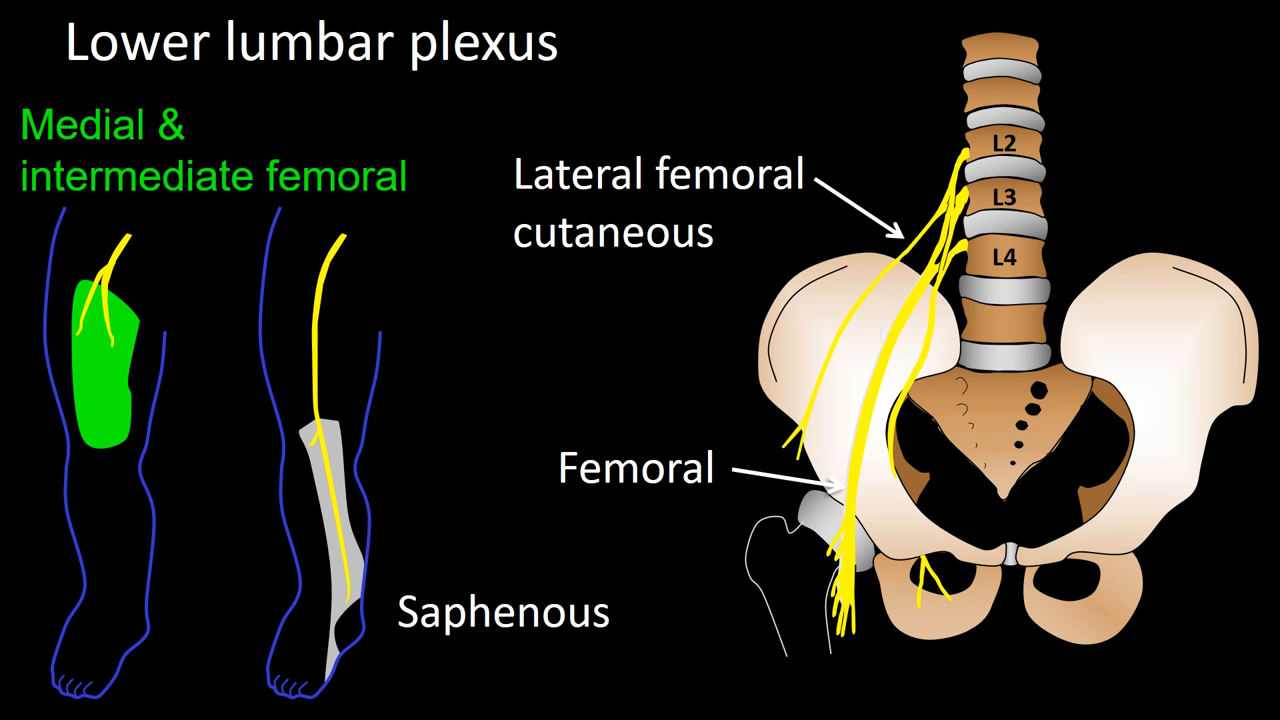 Lower lumbar plexus
Medial &
intermediate femoral
Lateral femoral
cutaneous
L2
L3
L4
Femoral
Saphenous